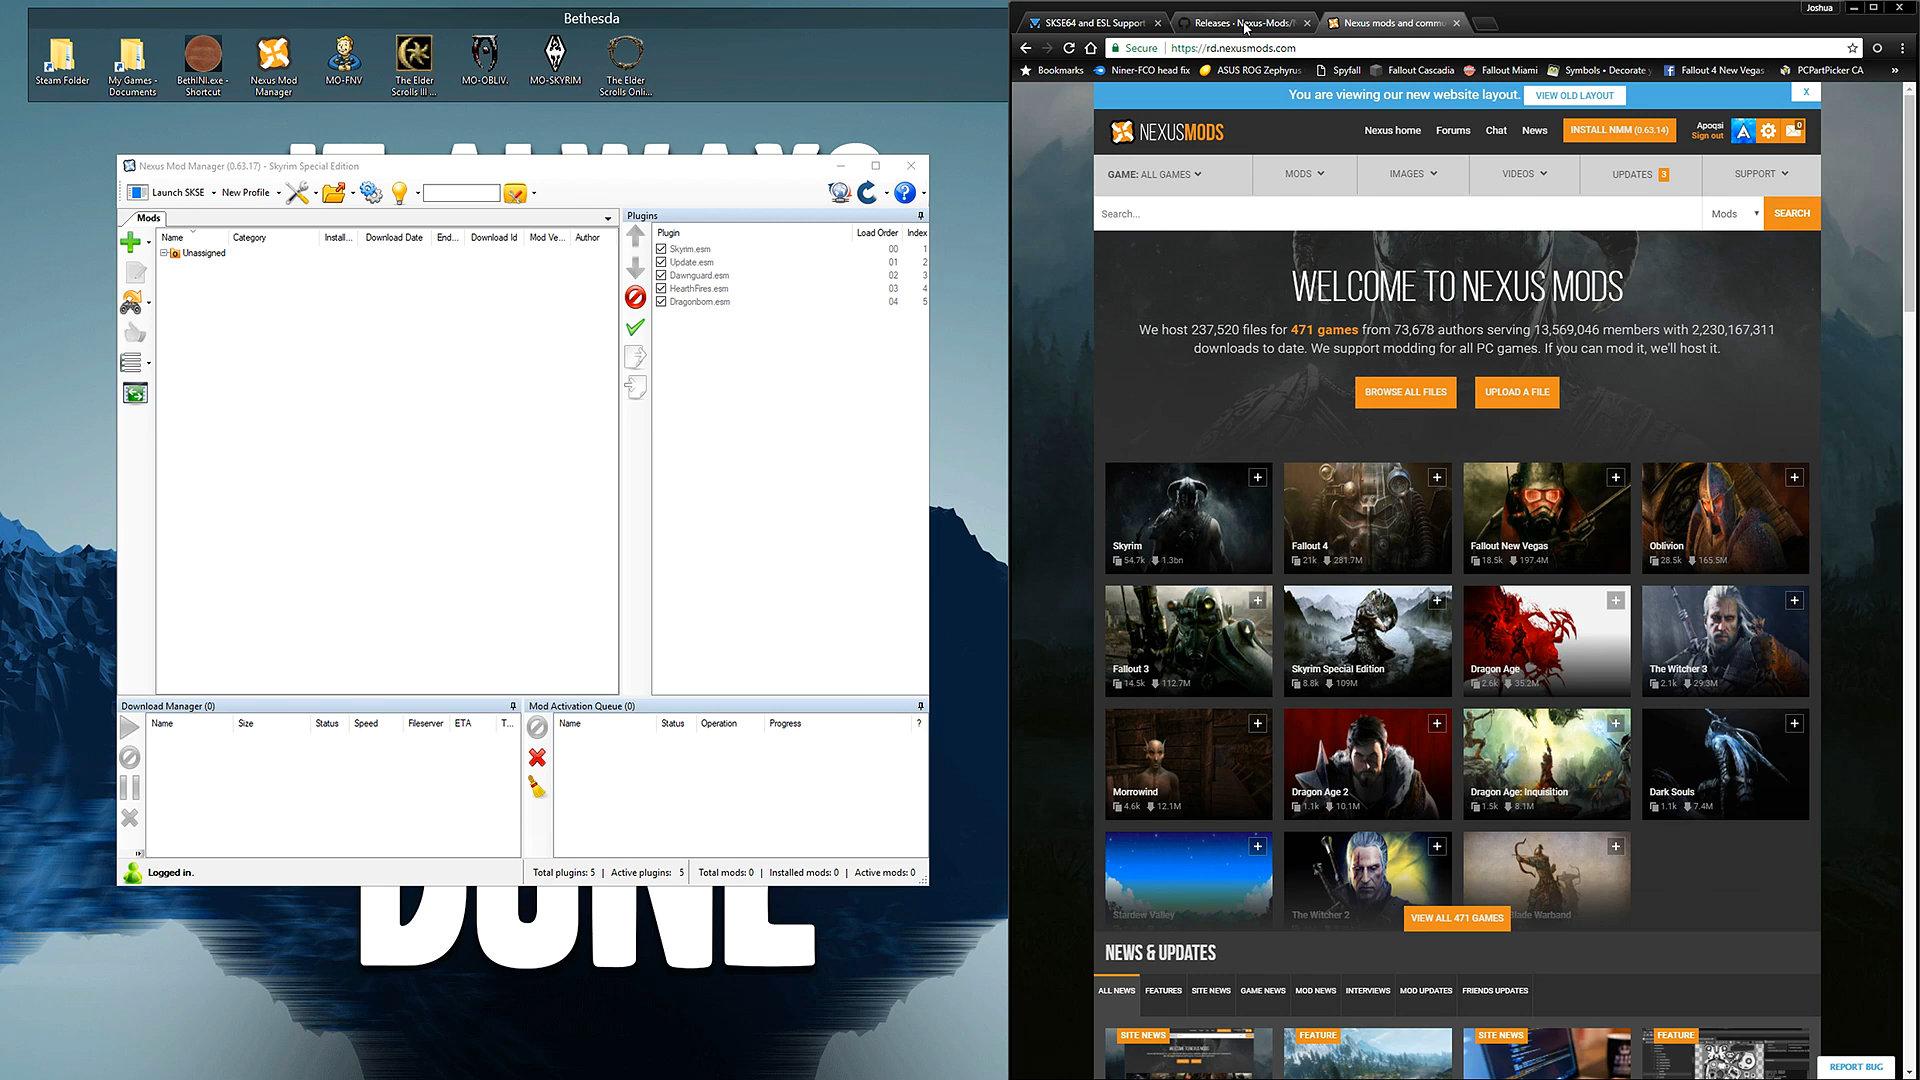 Bethesda
Steam Folder
My Games - Documents
BethINI.exe - Shortcut
Nexus Mod Manager
MO-FNV
The Elder Scrolls III ...
MO-OBLIV.
MO-SKYRIM
The Elder Scrolls Onli...
DONE
Nexus Mod Manager (0.63.17) - Skyrim Special Edition
Launch SKSE
New Profile
Mods
Name
Category
Install...
Download Date
End...
Download Id
Mod Ve...
Author
Unassigned
Plugins
Plugin
Load Order
Index
Skyrim.esm 00 1
Update.esm 01 2
Dawnguard.esm 02 3
HearthFires.esm 03 4
Dragonborn.esm 04 5
Download Manager (0)
Name
Size
Status
Speed
Fileserver
ETA
T...
Mod Activation Queue (0)
Name
Status
Operation
Progress
?
Logged in.
Total plugins: 5 | Active plugins: 5
Total mods: 0 | Installed mods: 0 | Active mods: 0
SKSE64 and ESL Support
Releases · Nexus-Mods/
Nexus mods and commu
Joshua
Secure
https://rd.nexusmods.com
Bookmarks
Niner-FCO head fix
ASUS ROG Zephyrus
Spyfall
Fallout Cascadia
Fallout Miami
Symbols • Decorate
Fallout 4 New Vegas
PCPartPicker CA
»
You are viewing our new website layout.
VIEW OLD LAYOUT
X
NEXUSMODS
Nexus home
Forums
Chat
News
INSTALL NMM (0.63.14)
Apoqsi
Sign out
0
GAME: ALL GAMES
MODS
IMAGES
VIDEOS
UPDATES 3
SUPPORT
Search...
Mods
SEARCH
WELCOME TO NEXUS MODS
We host 237,520 files for 471 games from 73,678 authors serving 13,569,046 members with 2,230,167,311
downloads to date. We support modding for all PC games. If you can mod it, we'll host it.
BROWSE ALL FILES
UPLOAD A FILE
Skyrim
54.7k 1.3bn
Fallout 4
21k 281.7M
Fallout New Vegas
18.5k 197.4M
Oblivion
28.5k 165.5M
Fallout 3
14.5k 112.7M
Skyrim Special Edition
8.8k 109M
Dragon Age
2.6k 35.2M
The Witcher 3
2.1k 29.3M
Morrowind
4.6k 12.1M
Dragon Age 2
1.1k 10.1M
Dragon Age: Inquisition
1.5k 8.1M
Dark Souls
1.1k 7.4M
Stardew Valley
The Witcher 2
lade Warband
VIEW ALL 471 GAMES
NEWS & UPDATES
ALL NEWS
FEATURES
SITE NEWS
GAME NEWS
MOD NEWS
INTERVIEWS
MOD UPDATES
FRIENDS UPDATES
SITE NEWS
FEATURE
SITE NEWS
FEATURE
WELCOME TO NEXUS MODS
REPORT BUG